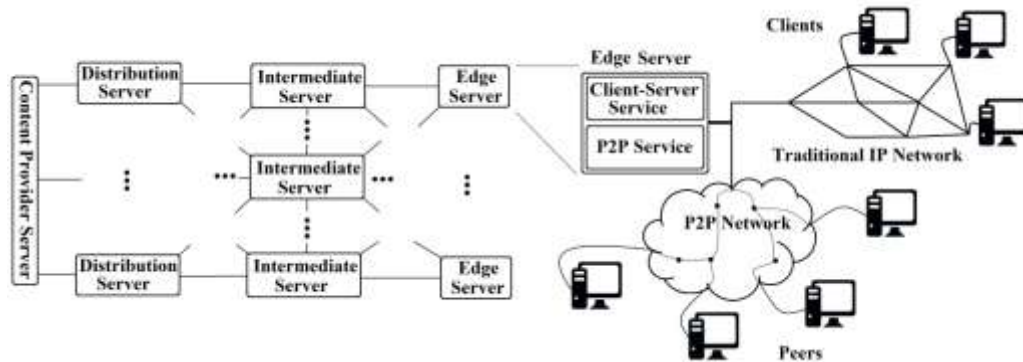 Clients
Edge Server
Distribution
Server
Intermediate
Server
Edge
Server
Client-Server
Service
P2P Service
Content Provider Server
Intermediate
Server
Traditional IP Network
P2P Network
Distribution
Server
Intermediate
Server
Edge
Server
Peers